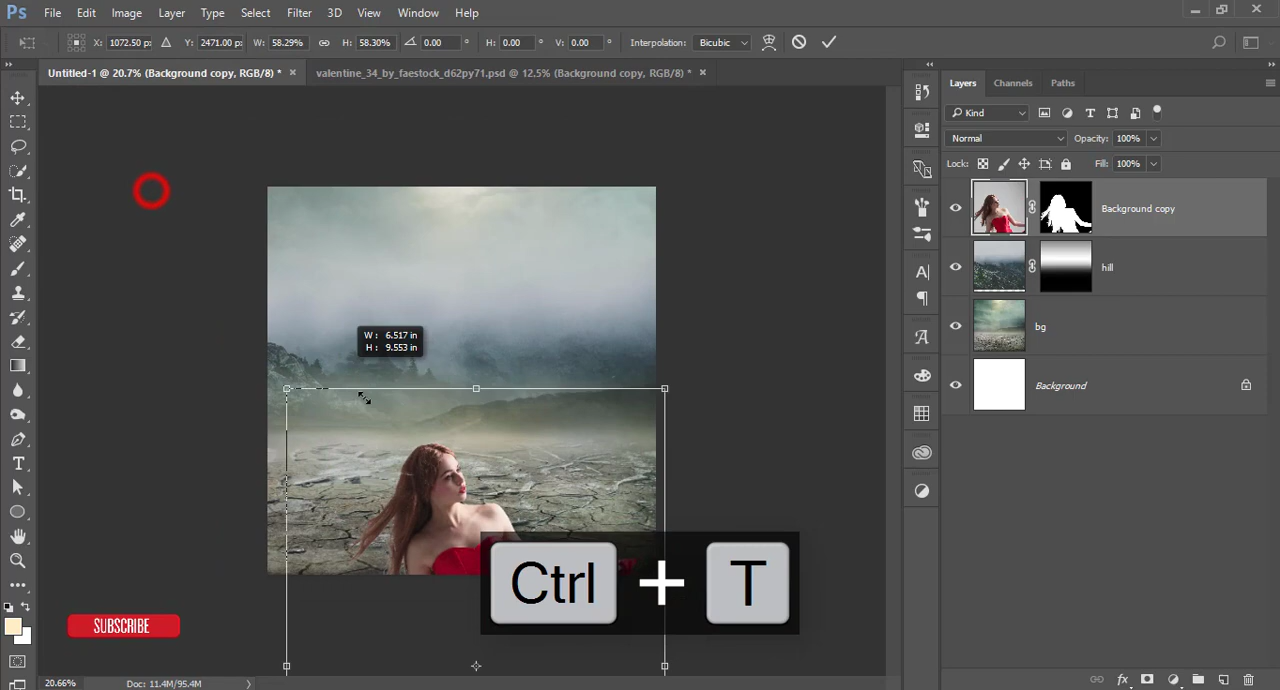 Ps File Edit Image Layer Type Select Filter 3D View Window Help
X: 1072.50 px Y: 2471.00 px W: 58.29% H: 58.30% 0.00 ° H: 0.00 ° V: 0.00 ° Interpolation: Bicubic
Untitled-1 @ 20.7% (Background copy, RGB/8) * × valentine_34_by_faestock_d62py71.psd @ 12.5% (Background copy, RGB/8) * ×
Layers Channels Paths
Kind
Normal Opacity: 100%
Lock: Fill: 100%
Background copy
hill
bg
Background
W: 6.517 in
H: 9.553 in
Ctrl + T
SUBSCRIBE
20.66% Doc: 11.4M/95.4M